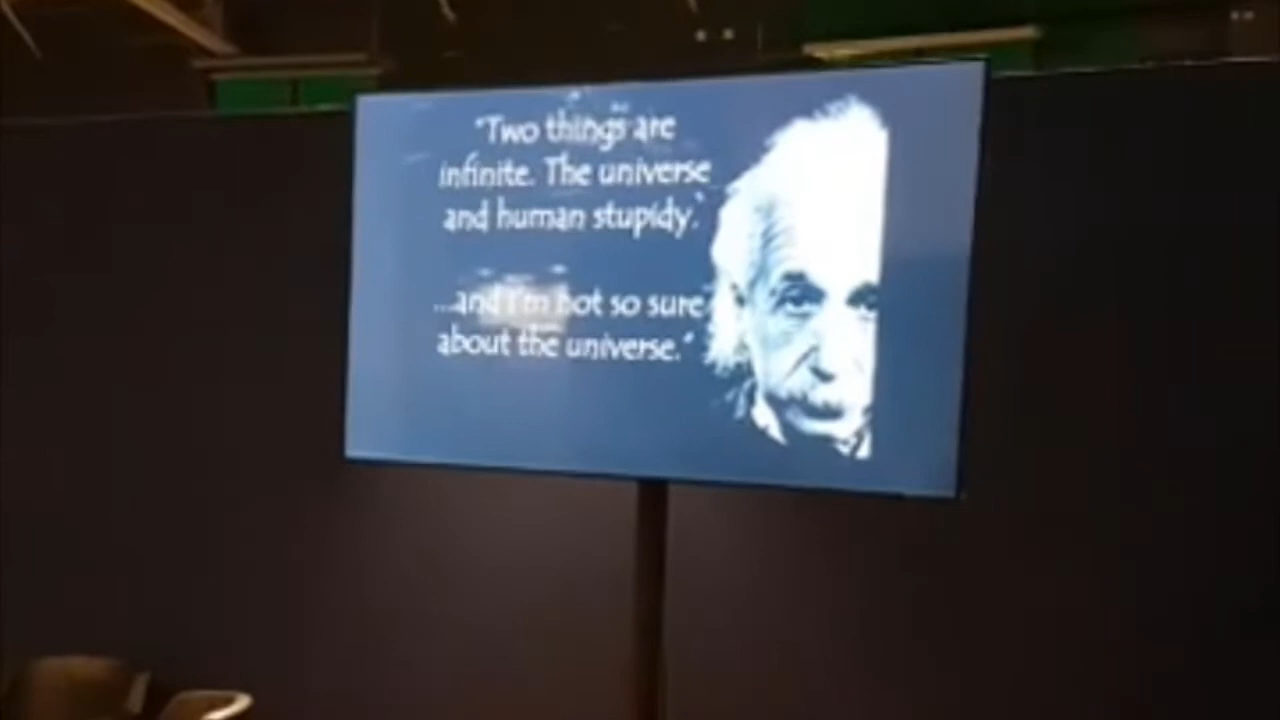 "Two things are
infinite. The universe
and human stupidy.
...and I'm not so sure
about the universe."